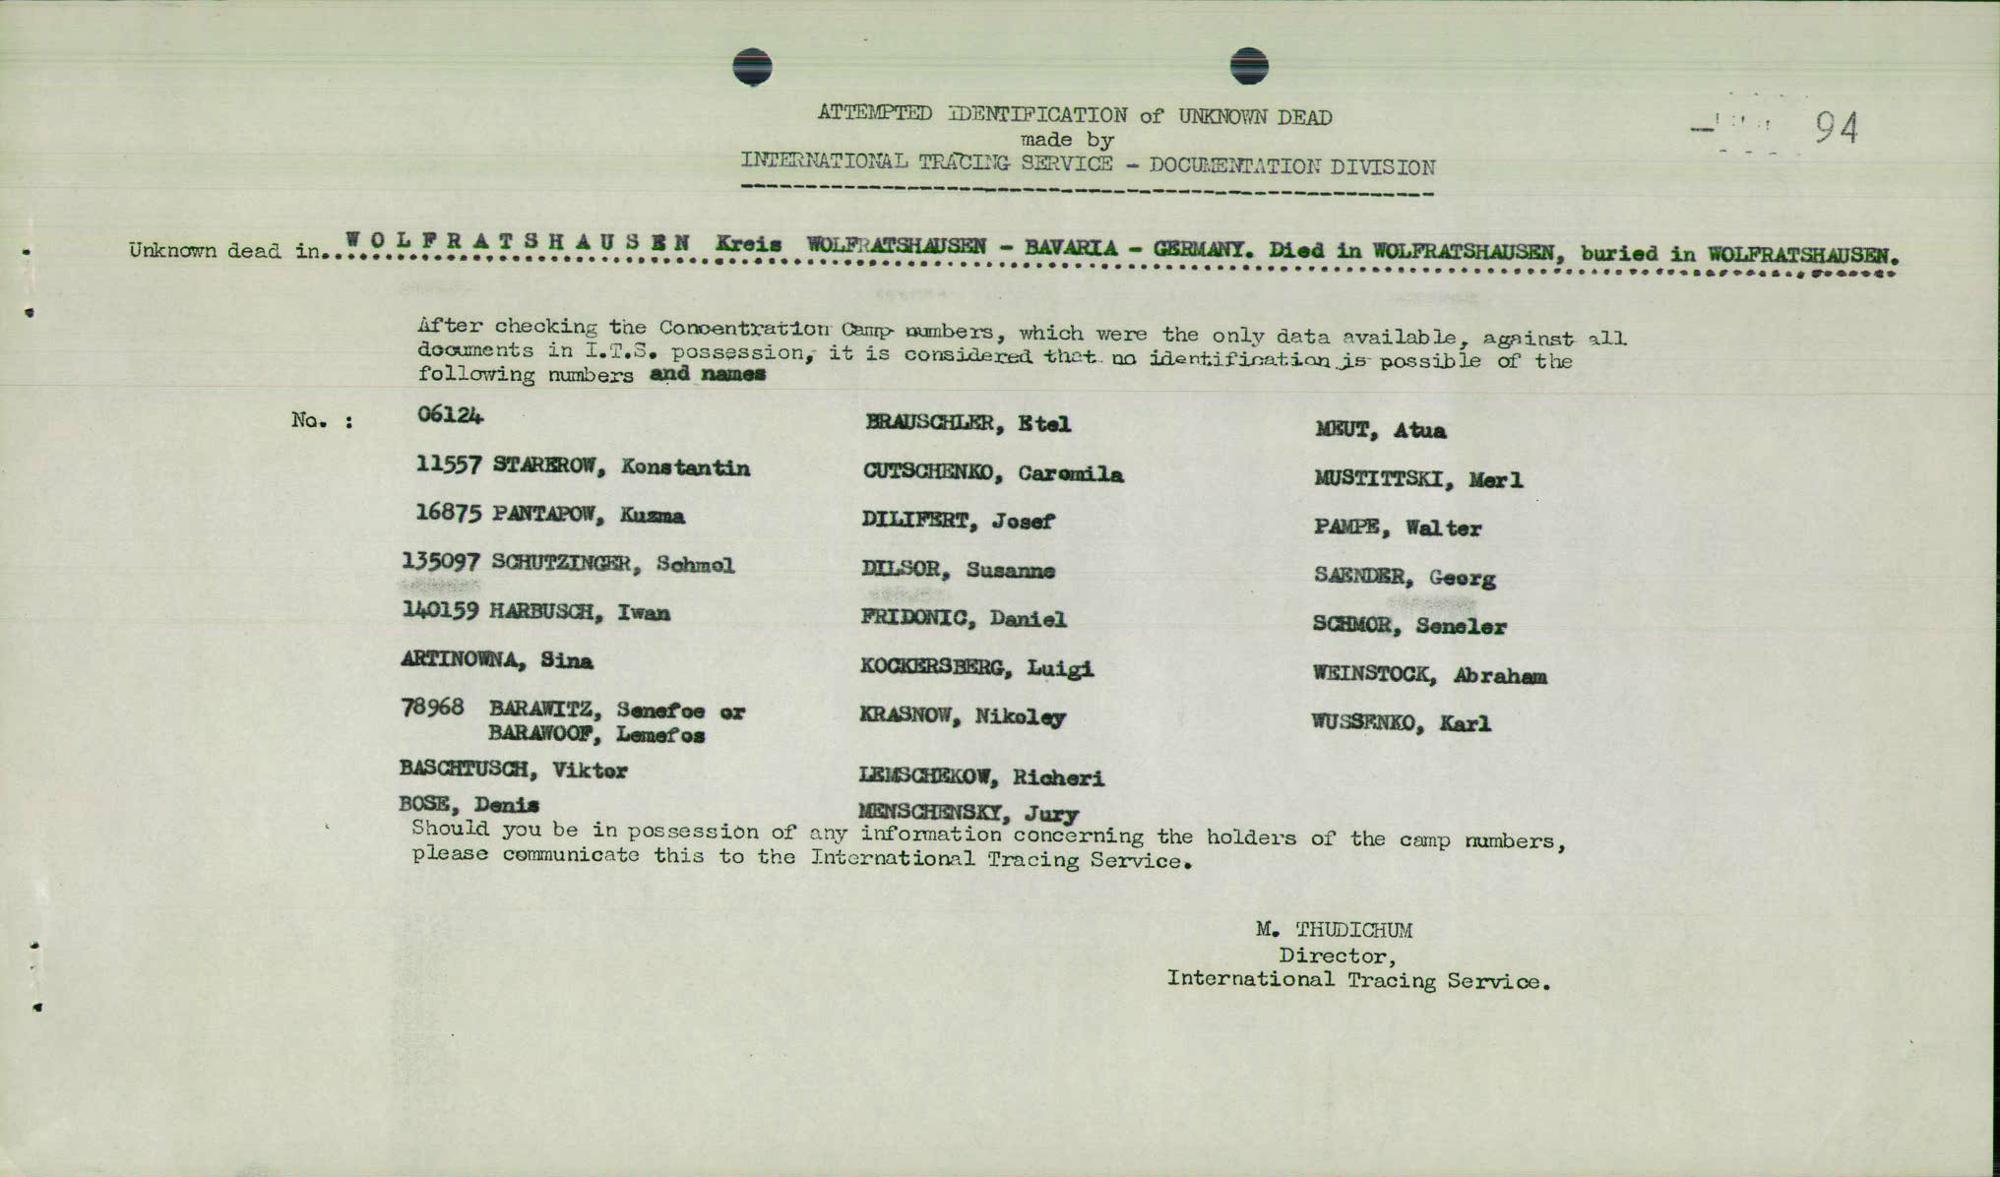 ATTEMPTED IDENTIFICATION of UNKNOWN DEAD
made by
INTERNATIONAL TRACING SERVICE - DOCUMENTATION DIVISION
94
Unknown dead in..WOLFRATSHAUSEN Kreis WOLFRATSHAUSEN - BAVARIA - GERMANY. Died in WOLFRATSHAUSEN, buried in WOLFRATSHAUSEN.
After checking the Concentration Camp numbers, which were the only data available, against all
documents in I.T.S. possession, it is considered that no identification is possible of the
following numbers and names
No. :
06124
11557 STAREROW, Konstantin
16875 PANTAPOW, Kuzma
135097 SCHUTZINGER, Schmol
140159 HARBUSCH, Iwan
ARTINOWNA, Sina
78968 BARAWITZ, Senefoe or
BARAWOOF, Lemefos
BASCHTUSCH, Viktor
BOSE, Denis
BRAUSCHLER, Etel
CUTSCHENKO, Caromila
DILIFERT, Josef
DILSOR, Susanne
FRIDONIC, Daniel
KOCKERSBERG, Luigi
KRASNOW, Nikoley
LEMSCHEKOW, Richeri
MENSCHENSKY, Jury
MEUT, Atua
MUSTITTSKI, Merl
PAMPE, Walter
SAENDER, Georg
SCHMOR, Seneler
WEINSTOCK, Abraham
WUSSENKO, Karl
Should you be in possession of any information concerning the holders of the camp numbers,
please communicate this to the International Tracing Service.
M. THUDICHUM
Director,
International Tracing Service.